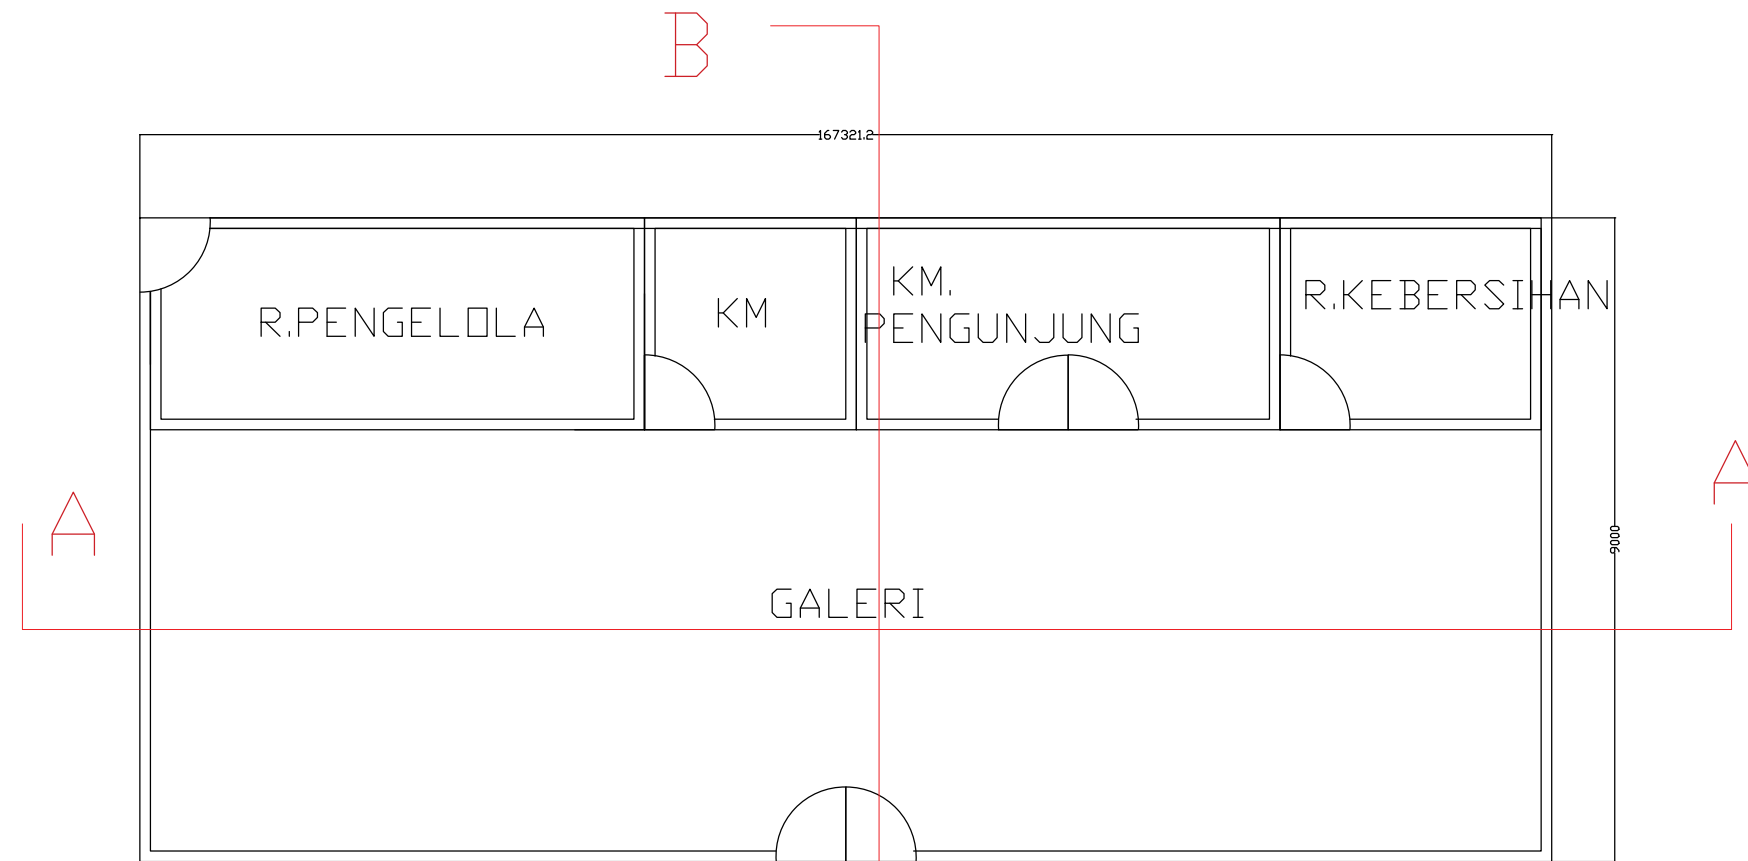 B
167321.2
R.PENGELOLA
KM
KM.
PENGUNJUNG
R.KEBERSIHAN
A
A
9000
GALERI